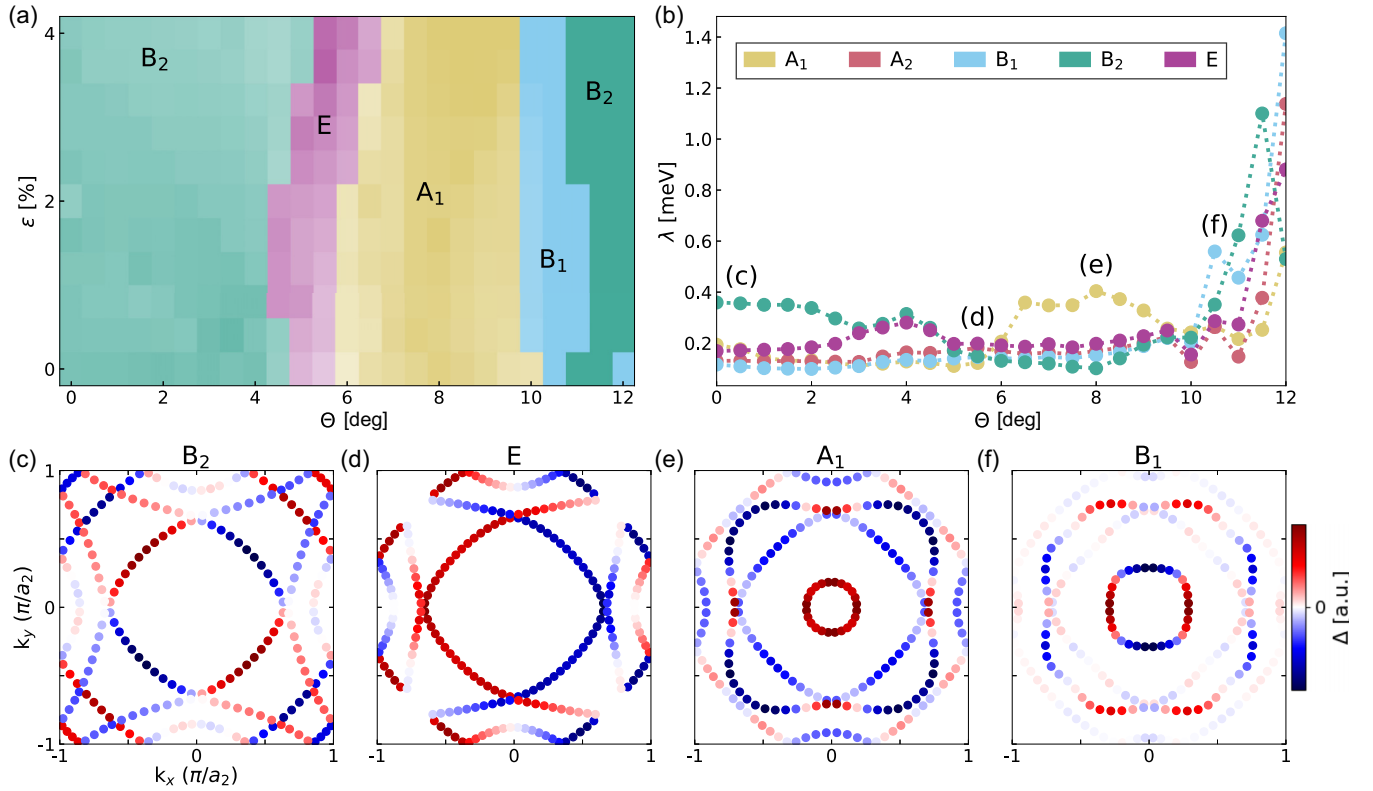 (a)
4
2
0
ε [%]
B₂
E
A₁
B₁
B₂
0 2 4 6 8 10 12
Θ [deg]
(b)
1.4
1.2
1.0
0.8
0.6
0.4
0.2
λ [meV]
A₁ A₂ B₁ B₂ E
(c)
(d)
(e)
(f)
0 2 4 6 8 10 12
Θ [deg]
(c) B₂
1
0
-1
k_y (π/a₂)
-1 0 1
k_x (π/a₂)
(d) E
-1 0 1
(e) A₁
-1 0 1
(f) B₁
-1 0 1
0
Δ [a.u.]